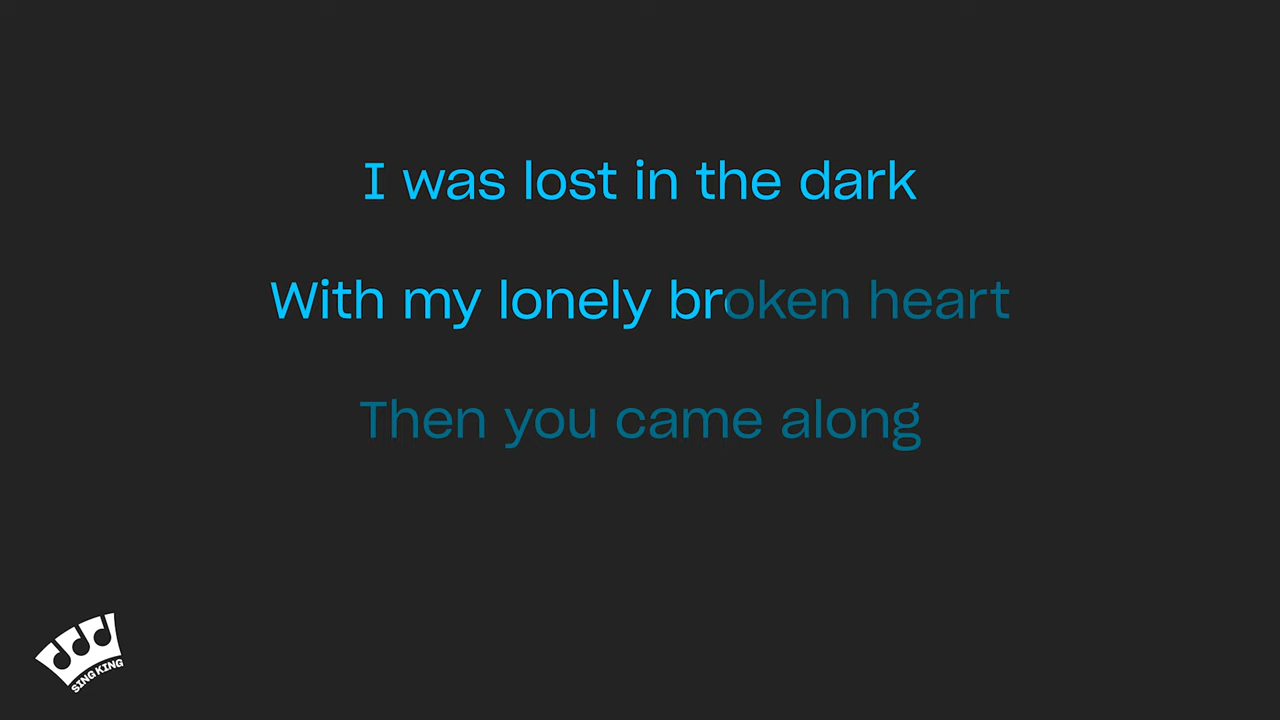 I was lost in the dark
With my lonely broken heart
Then you came along
SING KING